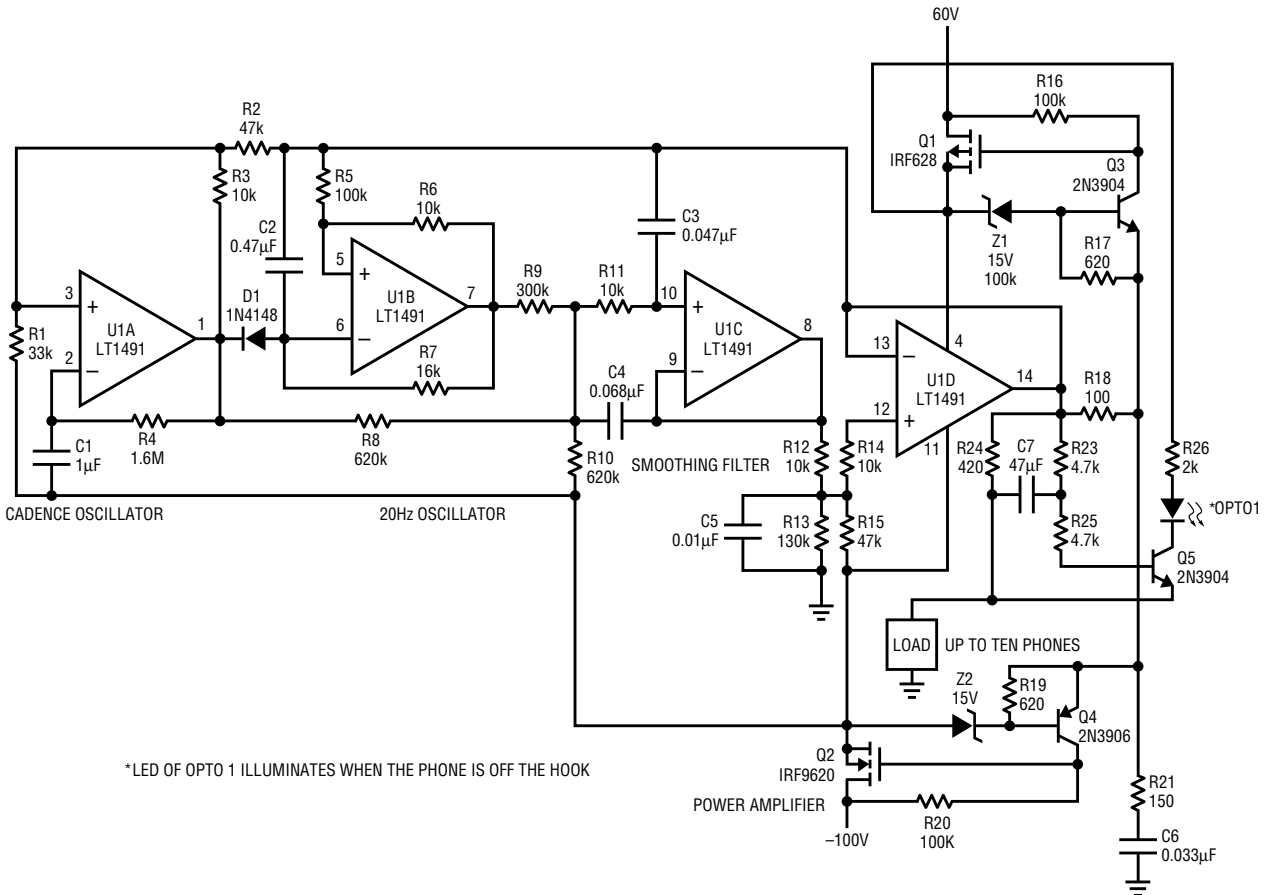 60V
R16
100k
Q1
IRF628
Q3
2N3904
R2
47k
R3
10k
R5
100k
R6
10k
C2
0.47µF
C3
0.047µF
Z1
15V
100k
R17
620
3
+
U1A
LT1491
1
2
–
R1
33k
D1
1N4148
5
+
U1B
LT1491
7
6
–
R7
16k
R9
300k
R11
10k
10
+
U1C
LT1491
8
9
–
C4
0.068µF
13
–
4
U1D
LT1491
14
12
+
11
R18
100
C1
1µF
R4
1.6M
R8
620k
R10
620k
SMOOTHING FILTER
R12
10k
R14
10k
R24
420
C7
47µF
R23
4.7k
R26
2k
*OPTO1
CADENCE OSCILLATOR
20Hz OSCILLATOR
C5
0.01µF
R13
130k
R15
47k
R25
4.7k
Q5
2N3904
LOAD
UP TO TEN PHONES
Z2
15V
R19
620
Q4
2N3906
*LED OF OPTO 1 ILLUMINATES WHEN THE PHONE IS OFF THE HOOK
Q2
IRF9620
POWER AMPLIFIER
–100V
R20
100K
R21
150
C6
0.033µF